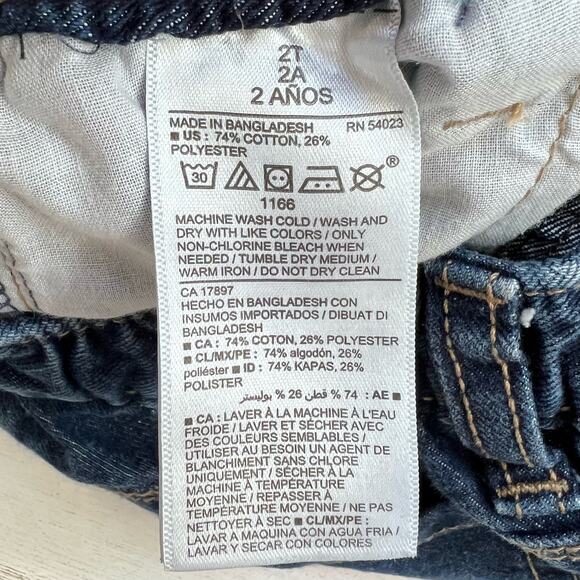 2T
2A
2 AÑOS
MADE IN BANGLADESH RN 54023
■ US : 74% COTTON, 26%
POLYESTER
30 ®
1166
MACHINE WASH COLD / WASH AND
DRY WITH LIKE COLORS / ONLY
NON-CHLORINE BLEACH WHEN
NEEDED / TUMBLE DRY MEDIUM /
WARM IRON / DO NOT DRY CLEAN
CA 17897
HECHO EN BANGLADESH CON
INSUMOS IMPORTADOS / DIBUAT DI
BANGLADESH
■ CA : 74% COTON, 26% POLYESTER
■ CL/MX/PE : 74% algodón, 26%
poliéster ■ ID : 74% KAPAS, 26%
POLISTER
■ AE : 74 % قطن 26 % بوليستر
■ CA : LAVER À LA MACHINE À L'EAU
FROIDE / LAVER ET SÉCHER AVEC
DES COULEURS SEMBLABLES /
UTILISER AU BESOIN UN AGENT DE
BLANCHIMENT SANS CHLORE
UNIQUEMENT / SÉCHER À LA
MACHINE À TEMPÉRATURE
MOYENNE / REPASSER À
TEMPÉRATURE MOYENNE / NE PAS
NETTOYER À SEC ■ CL/MX/PE :
LAVAR A MAQUINA CON AGUA FRIA /
LAVAR Y SECAR CON COLORES